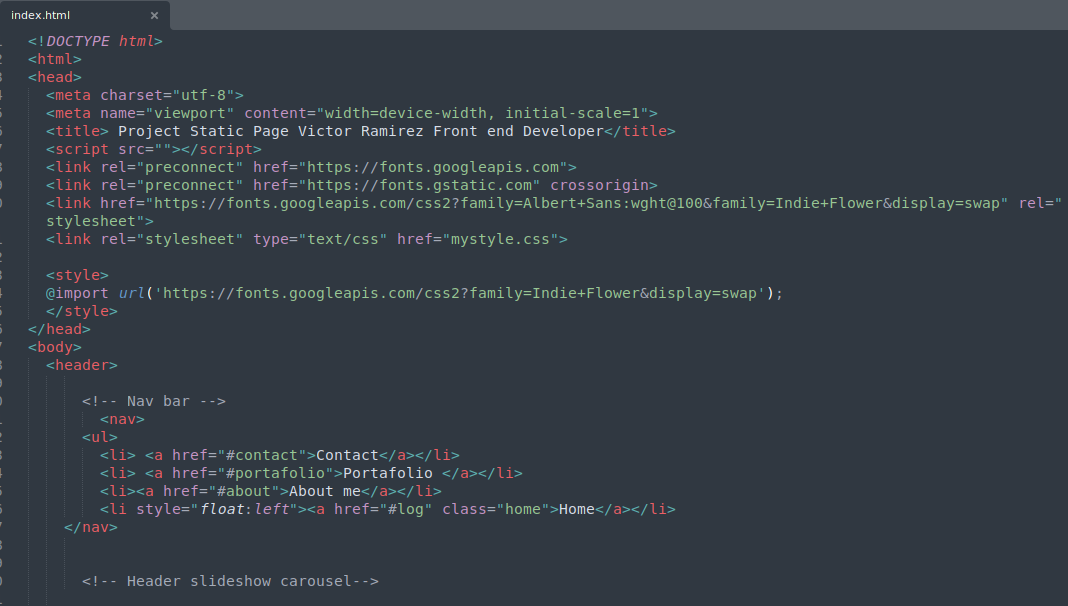 index.html ×
<!DOCTYPE html>
<html>
<head>
<meta charset="utf-8">
<meta name="viewport" content="width=device-width, initial-scale=1">
<title> Project Static Page Victor Ramirez Front end Developer</title>
<script src=""></script>
<link rel="preconnect" href="https://fonts.googleapis.com">
<link rel="preconnect" href="https://fonts.gstatic.com" crossorigin>
<link href="https://fonts.googleapis.com/css2?family=Albert+Sans:wght@100&family=Indie+Flower&display=swap" rel="
stylesheet">
<link rel="stylesheet" type="text/css" href="mystyle.css">
<style>
@import url('https://fonts.googleapis.com/css2?family=Indie+Flower&display=swap');
</style>
</head>
<body>
<header>
<!-- Nav bar -->
<nav>
<ul>
<li> <a href="#contact">Contact</a></li>
<li> <a href="#portafolio">Portafolio </a></li>
<li><a href="#about">About me</a></li>
<li style="float:left"><a href="#log" class="home">Home</a></li>
</nav>
<!-- Header slideshow carousel-->